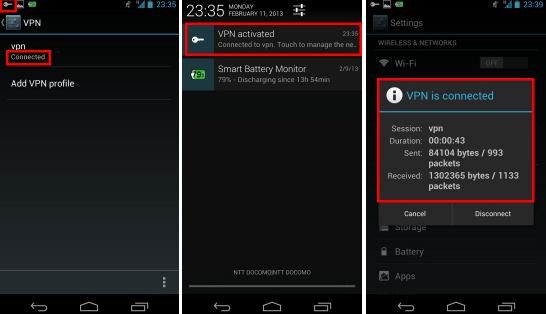 23:35
VPN
vpn
Connected
Add VPN profile
23:35
MONDAY
FEBRUARY 11, 2013
VPN activated
23:35
Connected to vpn. Touch to manage the ne..
79
Smart Battery Monitor
2/9/13
79% - Discharging since 13h 54min
NTT DOCOMO|NTT DOCOMO
23:39
Settings
WIRELESS & NETWORKS
Wi-Fi
OFF
VPN is connected
Session: vpn
Duration: 00:00:43
Sent: 84104 bytes / 993
packets
Received: 1302365 bytes / 1133
packets
Cancel
Disconnect
Storage
Battery
Apps